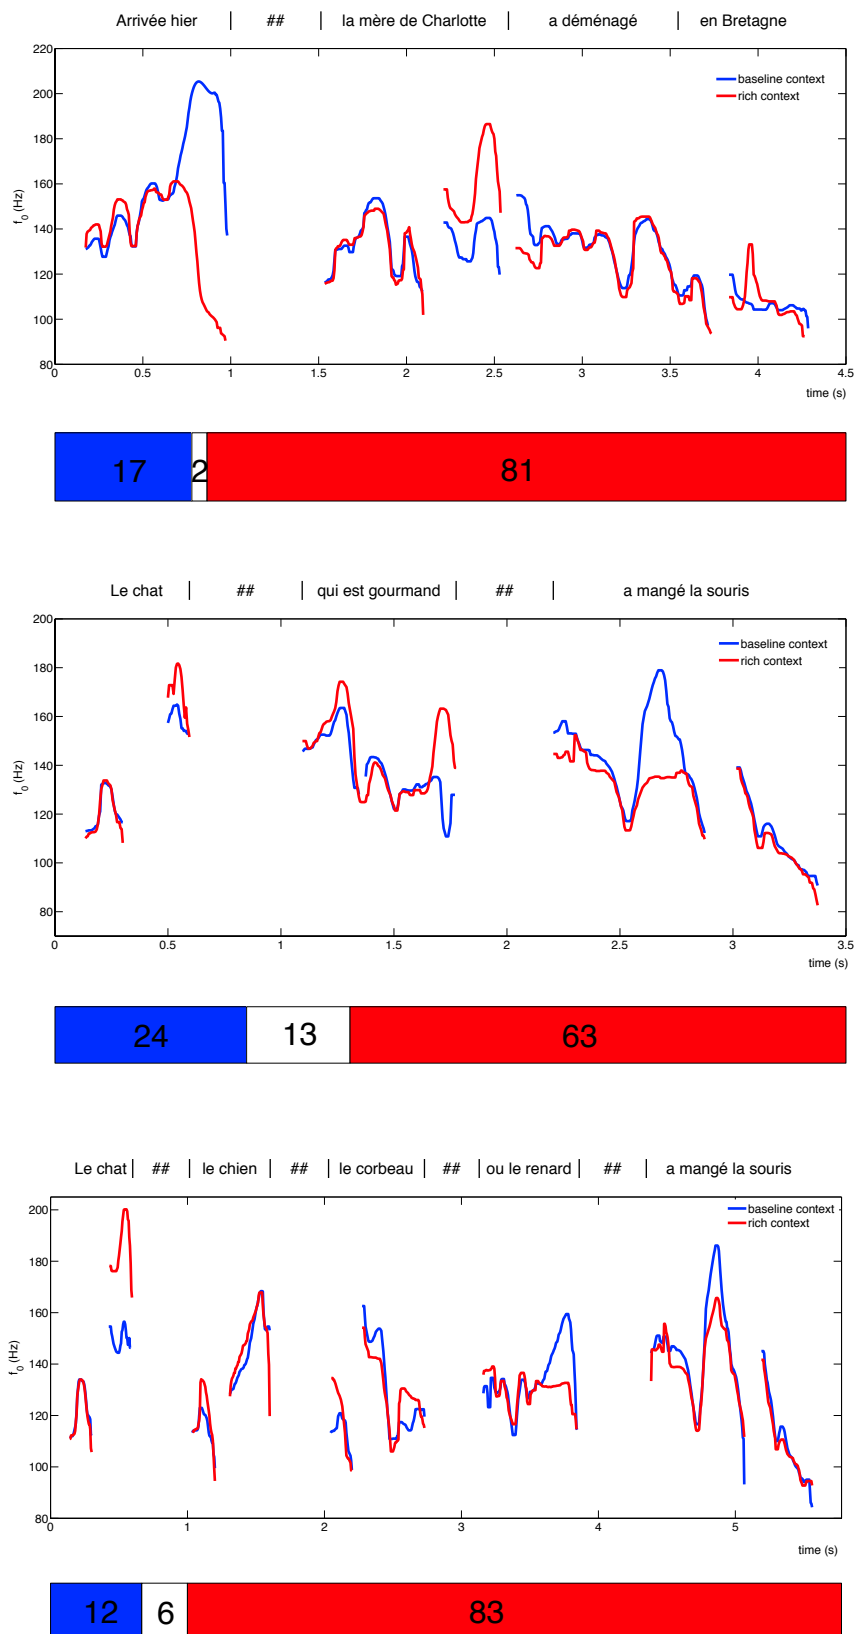 Arrivée hier | ## | la mère de Charlotte | a déménagé | en Bretagne
220
200
180
160
140
120
100
80
f0 (Hz)
baseline context
rich context
0 0.5 1 1.5 2 2.5 3 3.5 4 4.5
time (s)
17 2 81
Le chat | ## | qui est gourmand | ## | a mangé la souris
200
180
160
140
120
100
80
f0 (Hz)
baseline context
rich context
0 0.5 1 1.5 2 2.5 3 3.5
time (s)
24 13 63
Le chat | ## | le chien | ## | le corbeau | ## | ou le renard | ## | a mangé la souris
200
180
160
140
120
100
80
f0 (Hz)
baseline context
rich context
0 1 2 3 4 5
time (s)
12 6 83